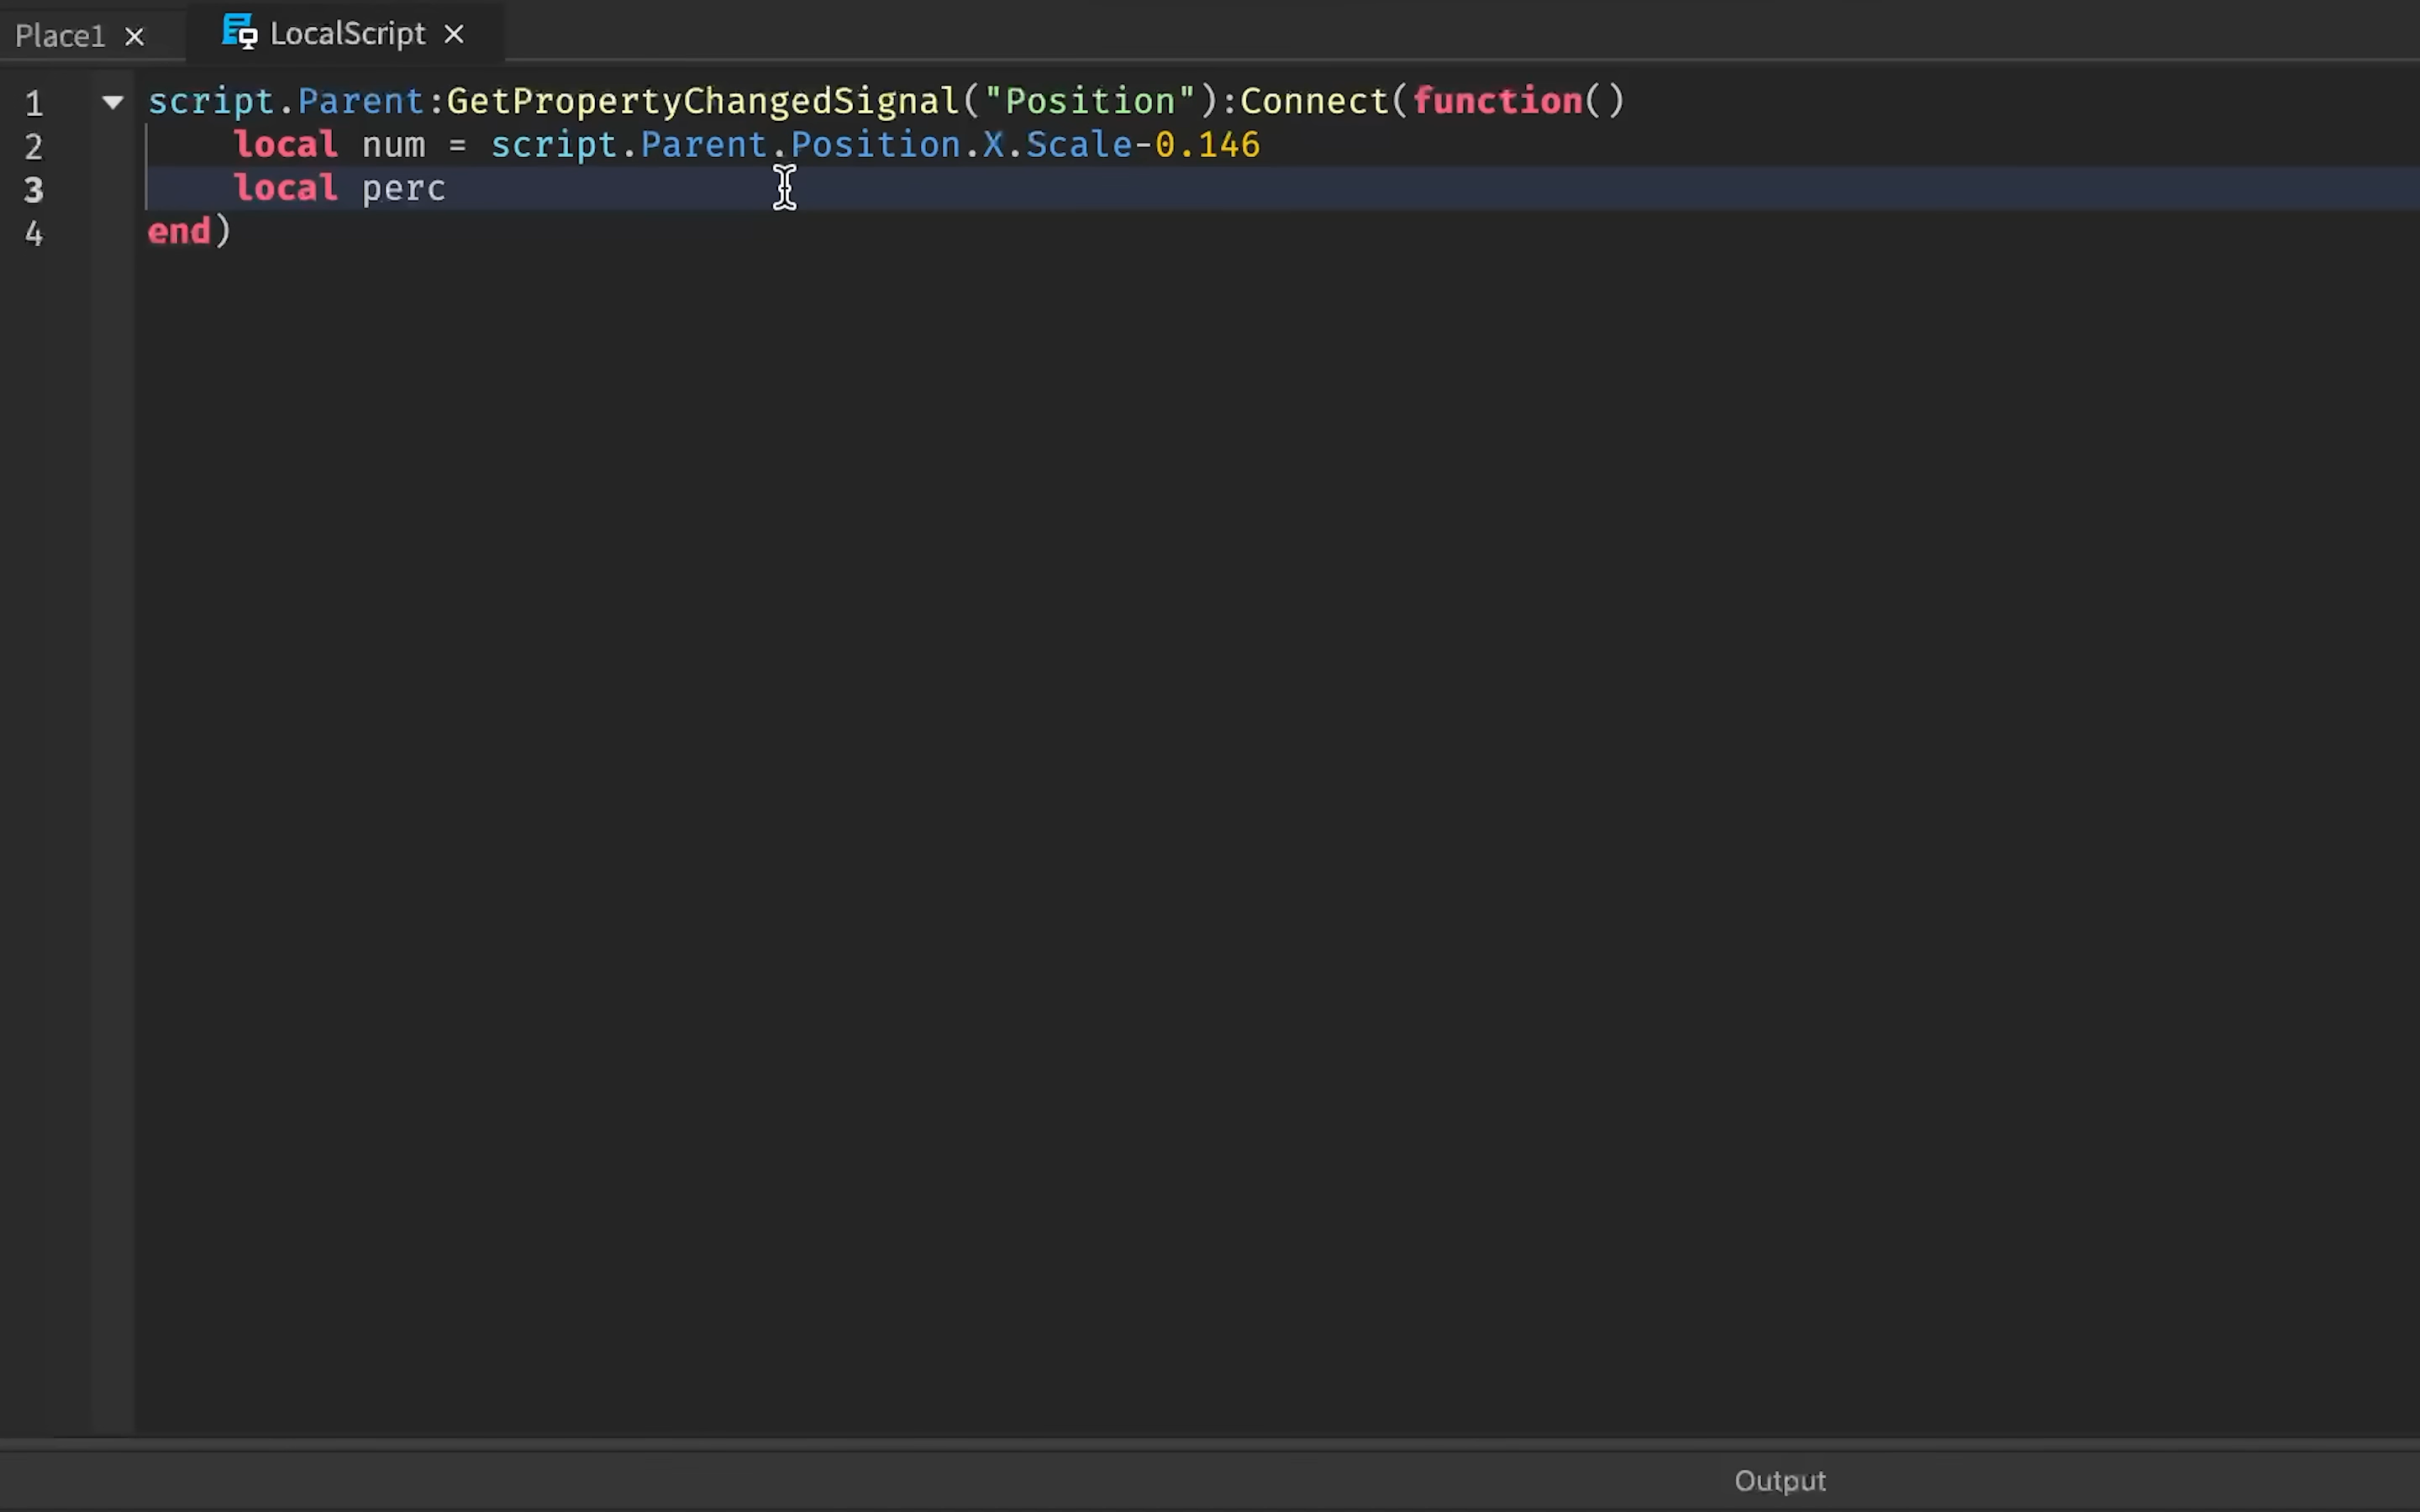 Place1
LocalScript
1 script.Parent:GetPropertyChangedSignal("Position"):Connect(function()
2 local num = script.Parent.Position.X.Scale-0.146
3 local perc
4 end)
Output